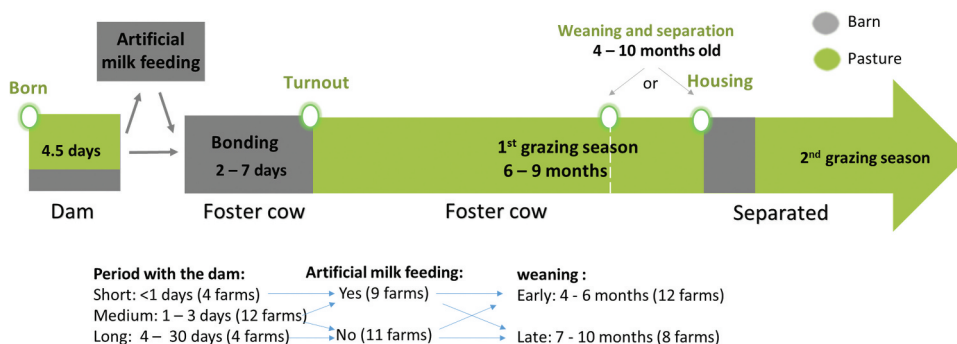 Artificial
milk feeding
Born
4.5 days
Dam
Bonding
2 – 7 days
Foster cow
Turnout
1st grazing season
6 – 9 months
Foster cow
Weaning and separation
4 – 10 months old
or
Housing
Separated
2nd grazing season
Barn
Pasture
Period with the dam:
Short: <1 days (4 farms)
Medium: 1 – 3 days (12 farms)
Long: 4 – 30 days (4 farms)
Artificial milk feeding:
Yes (9 farms)
No (11 farms)
weaning :
Early: 4 - 6 months (12 farms)
Late: 7 - 10 months (8 farms)